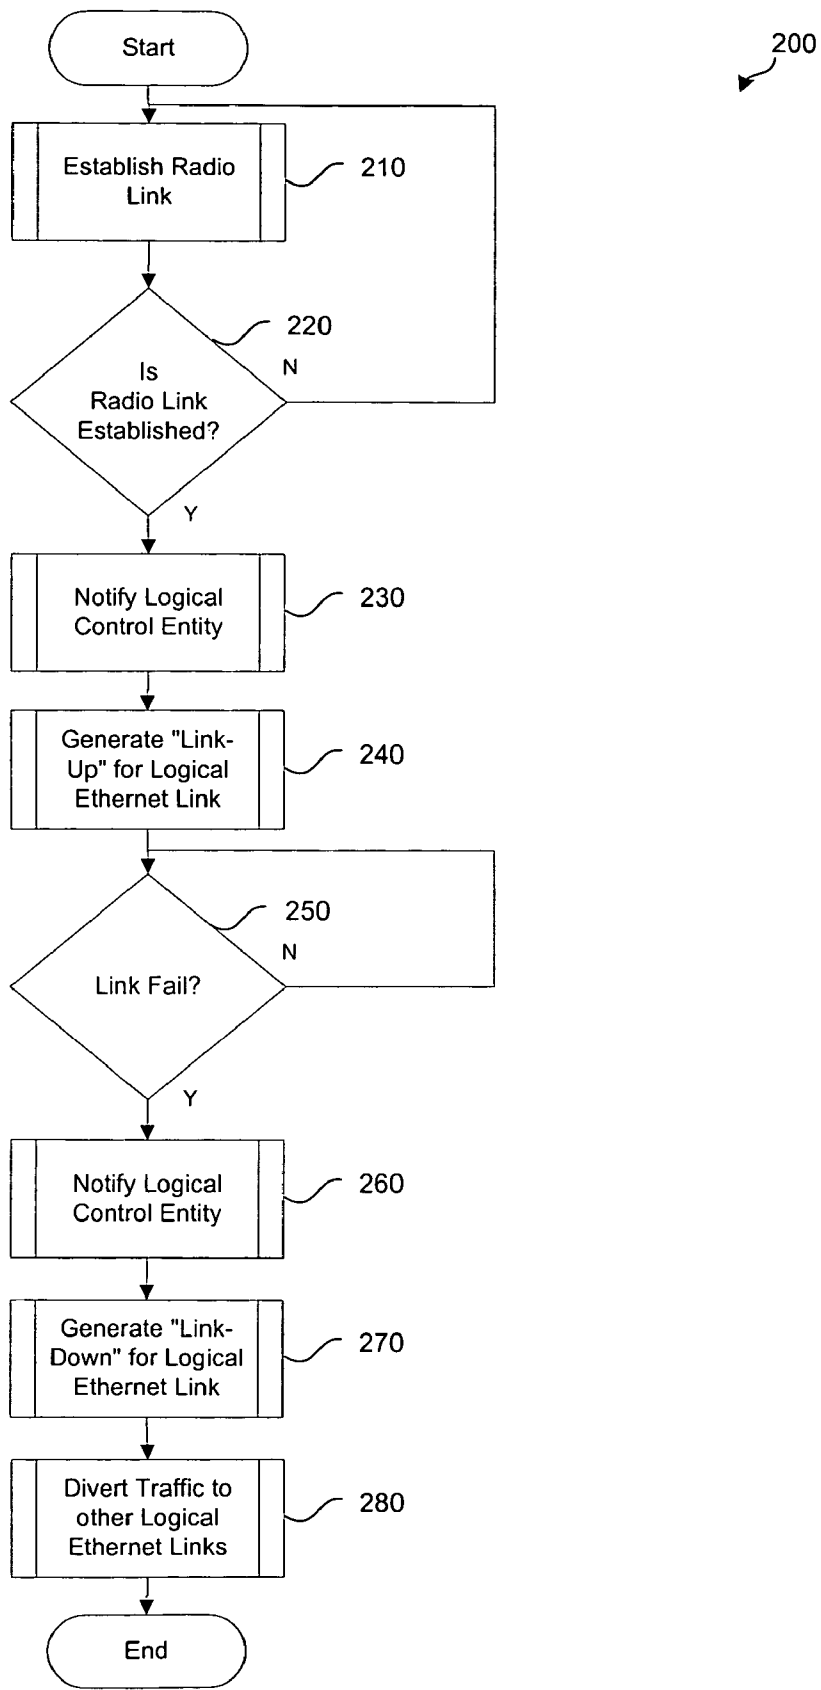 Start
200
Establish Radio
Link
210
220
Is
Radio Link
Established?
N
Y
Notify Logical
Control Entity
230
Generate "Link-
Up" for Logical
Ethernet Link
240
250
Link Fail?
N
Y
Notify Logical
Control Entity
260
Generate "Link-
Down" for Logical
Ethernet Link
270
Divert Traffic to
other Logical
Ethernet Links
280
End